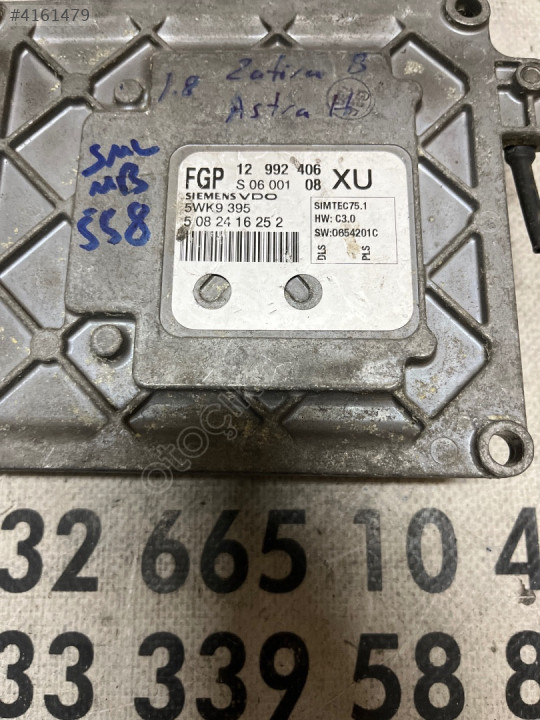 #4161479
1.8 Zafira B
Astra H
SML
MB
558
FGP 12 992 406
S 06 001 08 XU
SIEMENS VDO
5WK9 395
5 08 24 16 25 2
SIMTEC75.1
HW: C3.0
SW:0654201C
DLS PLS
otoçık
32 665 10 4
33 339 58 8